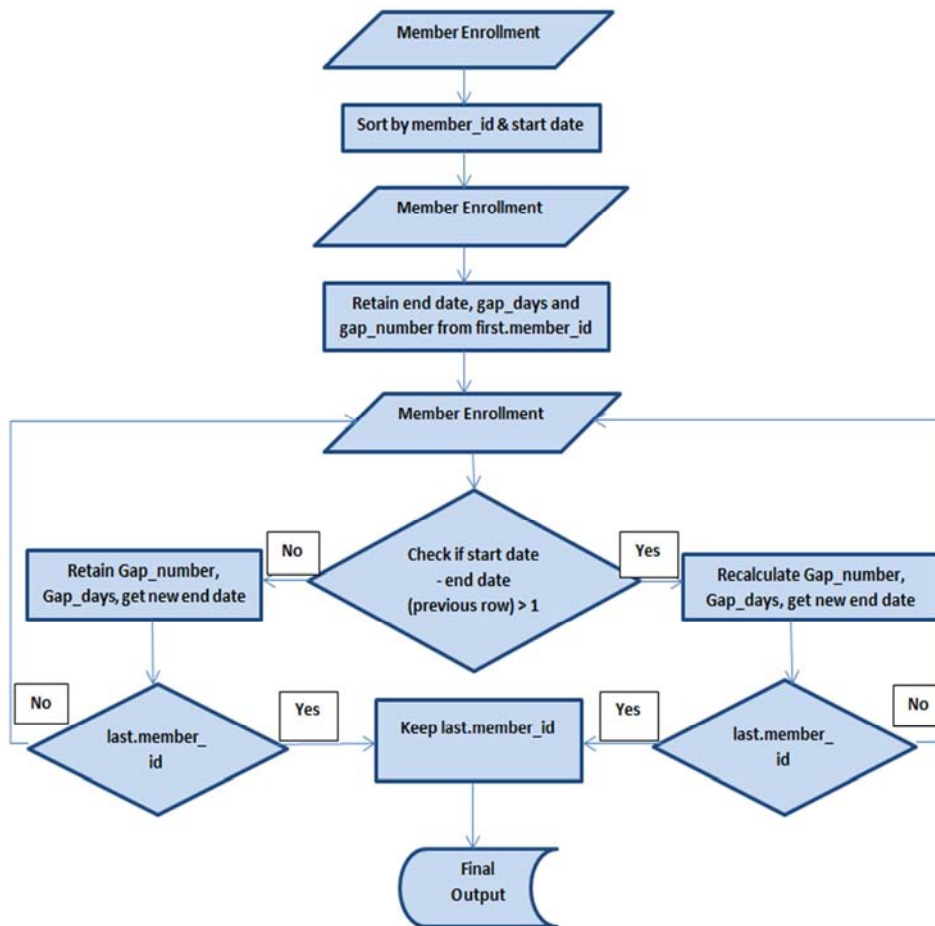 Member Enrollment
Sort by member_id & start date
Member Enrollment
Retain end date, gap_days and
gap_number from first.member_id
Member Enrollment
No
Check if start date
- end date
(previous row) > 1
Yes
Retain Gap_number,
Gap_days, get new end date
Recalculate Gap_number,
Gap_days, get new end date
No
last.member_
id
Yes
Keep last.member_id
Yes
last.member_
id
No
Final
Output